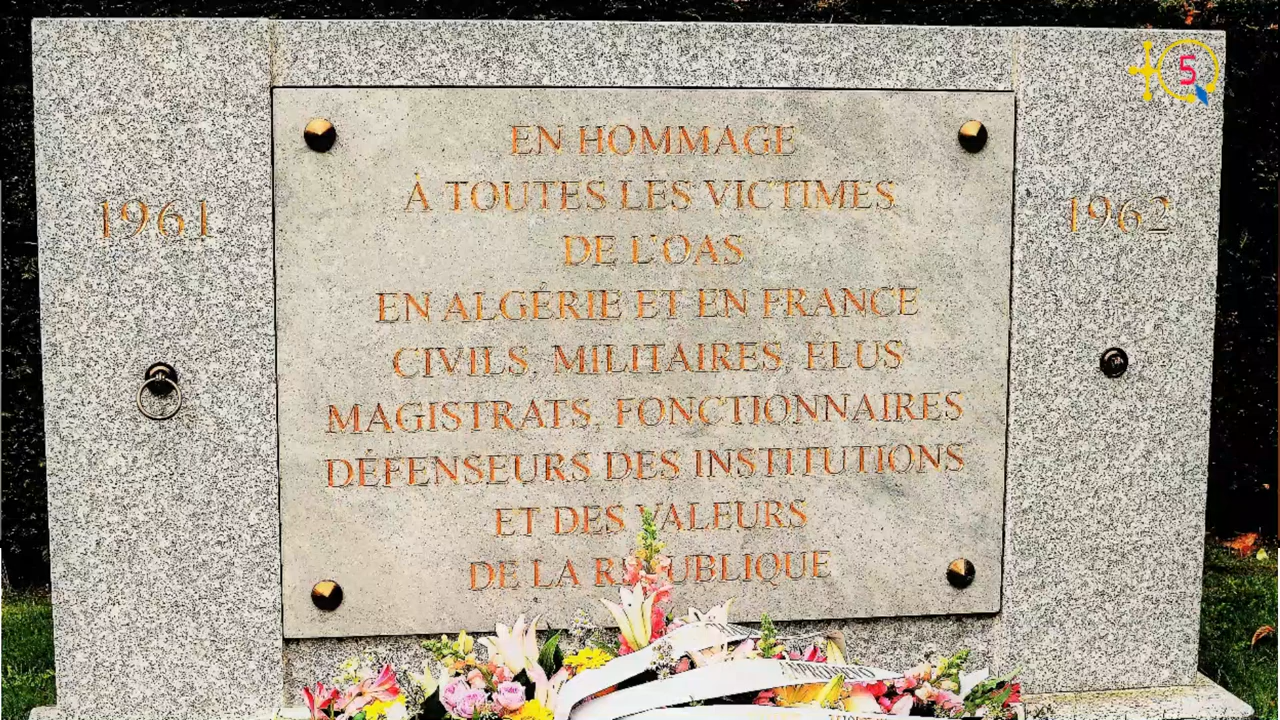 5
EN HOMMAGE
À TOUTES LES VICTIMES
DE L'OAS
1961
1962
EN ALGÉRIE ET EN FRANCE
CIVILS, MILITAIRES, ÉLUS
MAGISTRATS, FONCTIONNAIRES
DÉFENSEURS DES INSTITUTIONS
ET DES VALEURS
DE LA RÉPUBLIQUE